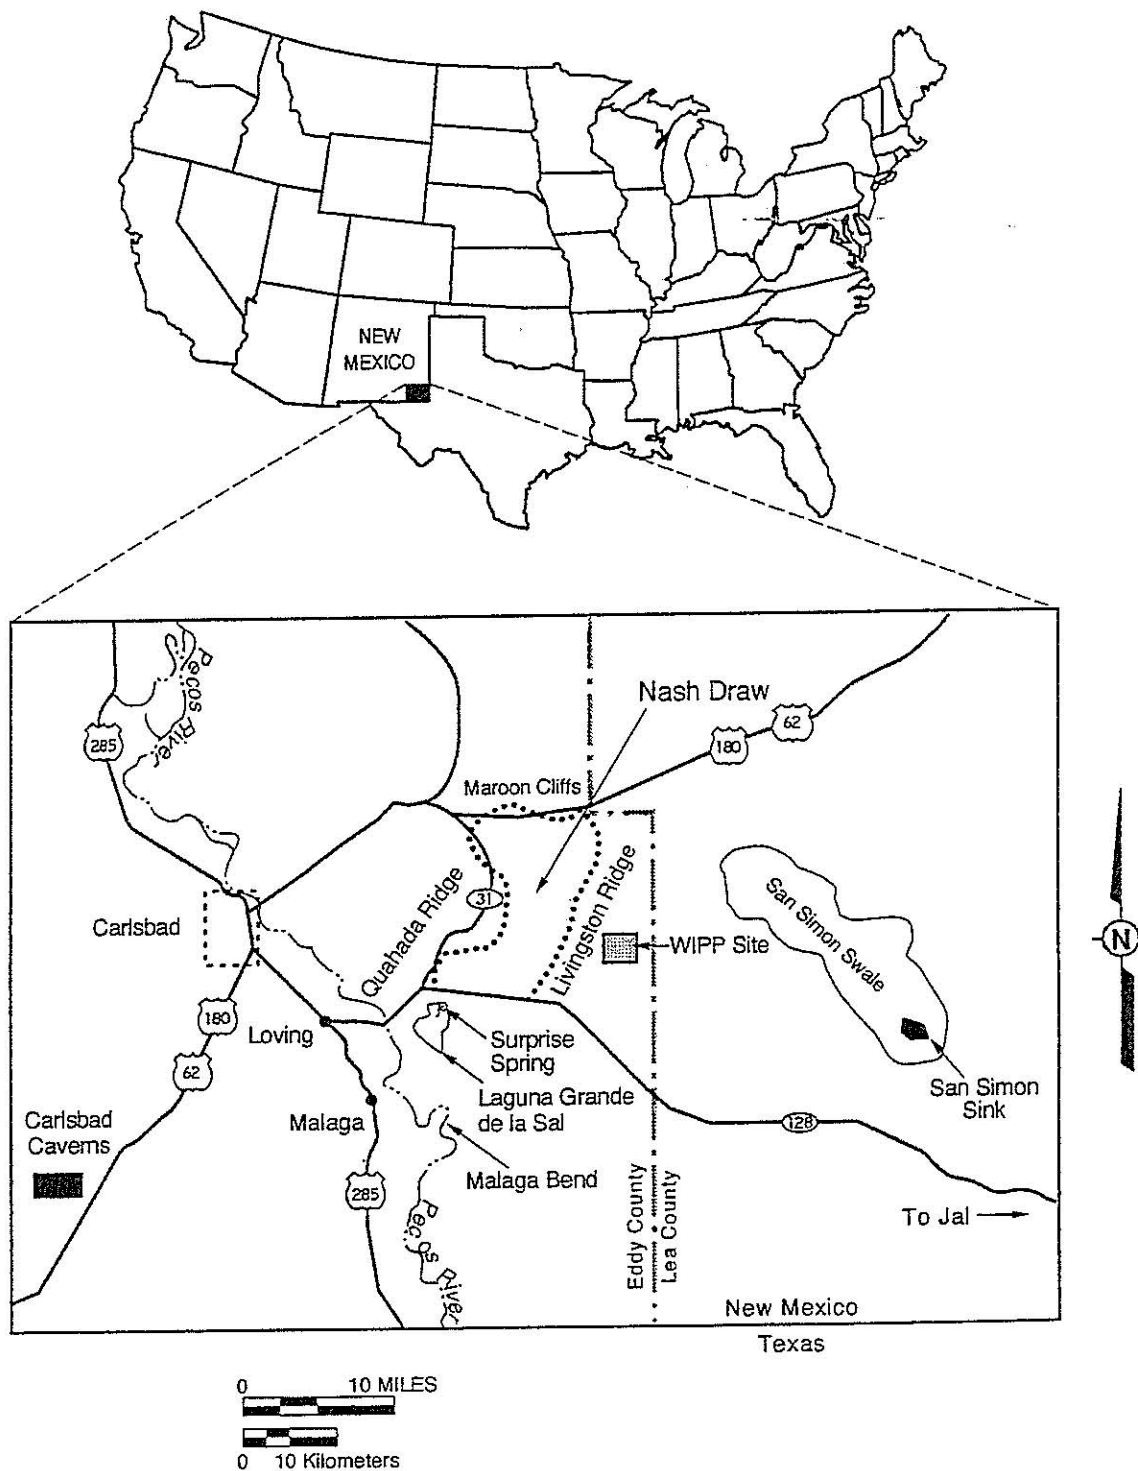 NEW
MEXICO
Pecos River
285
Nash Draw
62
180
Maroon Cliffs
Quahada Ridge
31
Livingston Ridge
San Simon Swale
Carlsbad
WIPP Site
N
180
Loving
Surprise
Spring
62
San Simon
Sink
Laguna Grande
de la Sal
Malaga
128
Carlsbad
Caverns
Malaga Bend
285
To Jal
Pecos River
Eddy County
Lea County
New Mexico
Texas
0 10 MILES
0 10 Kilometers